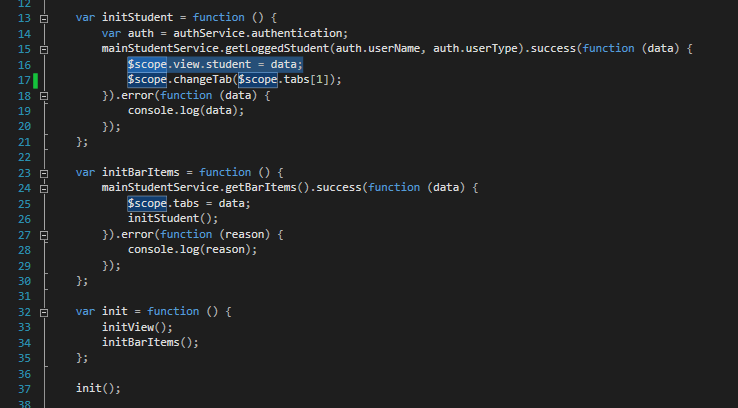 12
13 var initStudent = function () {
14 var auth = authService.authentication;
15 mainStudentService.getLoggedStudent(auth.userName, auth.userType).success(function (data) {
16 $scope.view.student = data;
17 $scope.changeTab($scope.tabs[1]);
18 }).error(function (data) {
19 console.log(data);
20 });
21 };
22
23 var initBarItems = function () {
24 mainStudentService.getBarItems().success(function (data) {
25 $scope.tabs = data;
26 initStudent();
27 }).error(function (reason) {
28 console.log(reason);
29 });
30 };
31
32 var init = function () {
33 initView();
34 initBarItems();
35 };
36
37 init();
38